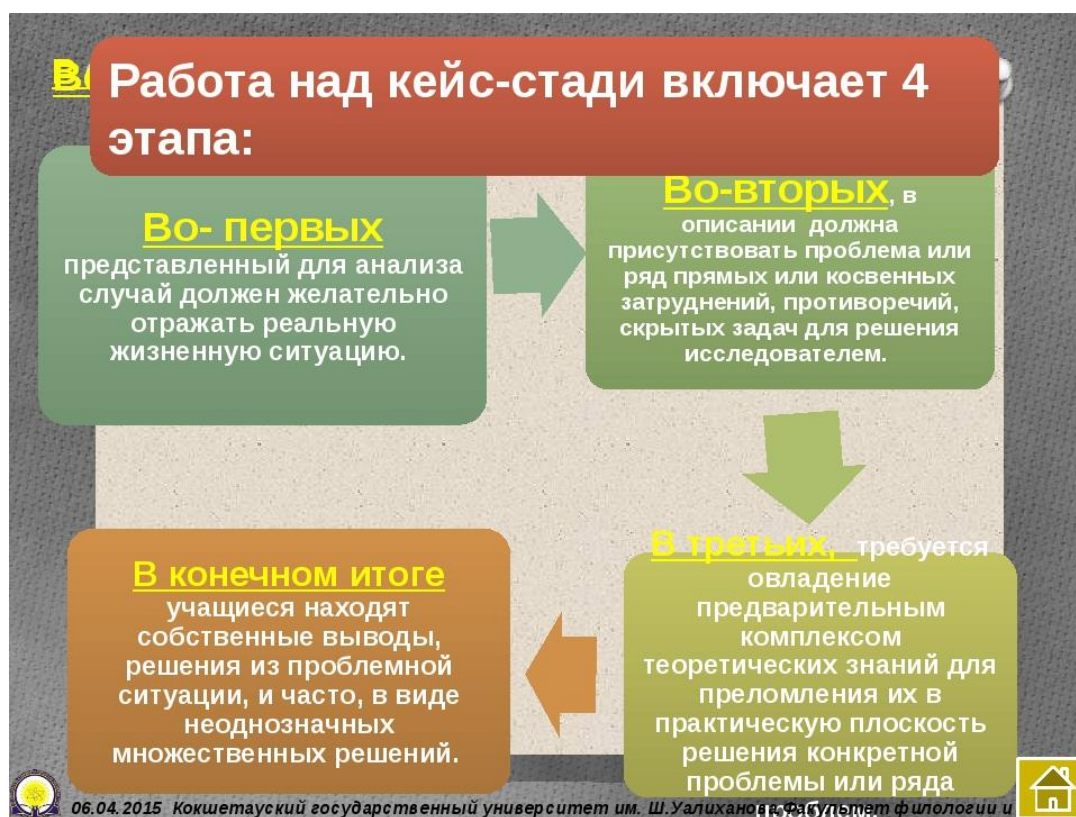 Работа над кейс-стади включает 4
этапа:
Во- первых
представленный для анализа
случай должен желательно
отражать реальную
жизненную ситуацию.
Во-вторых, в
описании должна
присутствовать проблема или
ряд прямых или косвенных
затруднений, противоречий,
скрытых задач для решения
исследователем.
В третьих, требуется
овладение
предварительным
комплексом
теоретических знаний для
преломления их в
практическую плоскость
решения конкретной
проблемы или ряда
проблем.
В конечном итоге
учащиеся находят
собственные выводы,
решения из проблемной
ситуации, и часто, в виде
неоднозначных
множественных решений.
06.04.2015 Кокшетауский государственный университет им. Ш.Уалиханова Факультет филологии и